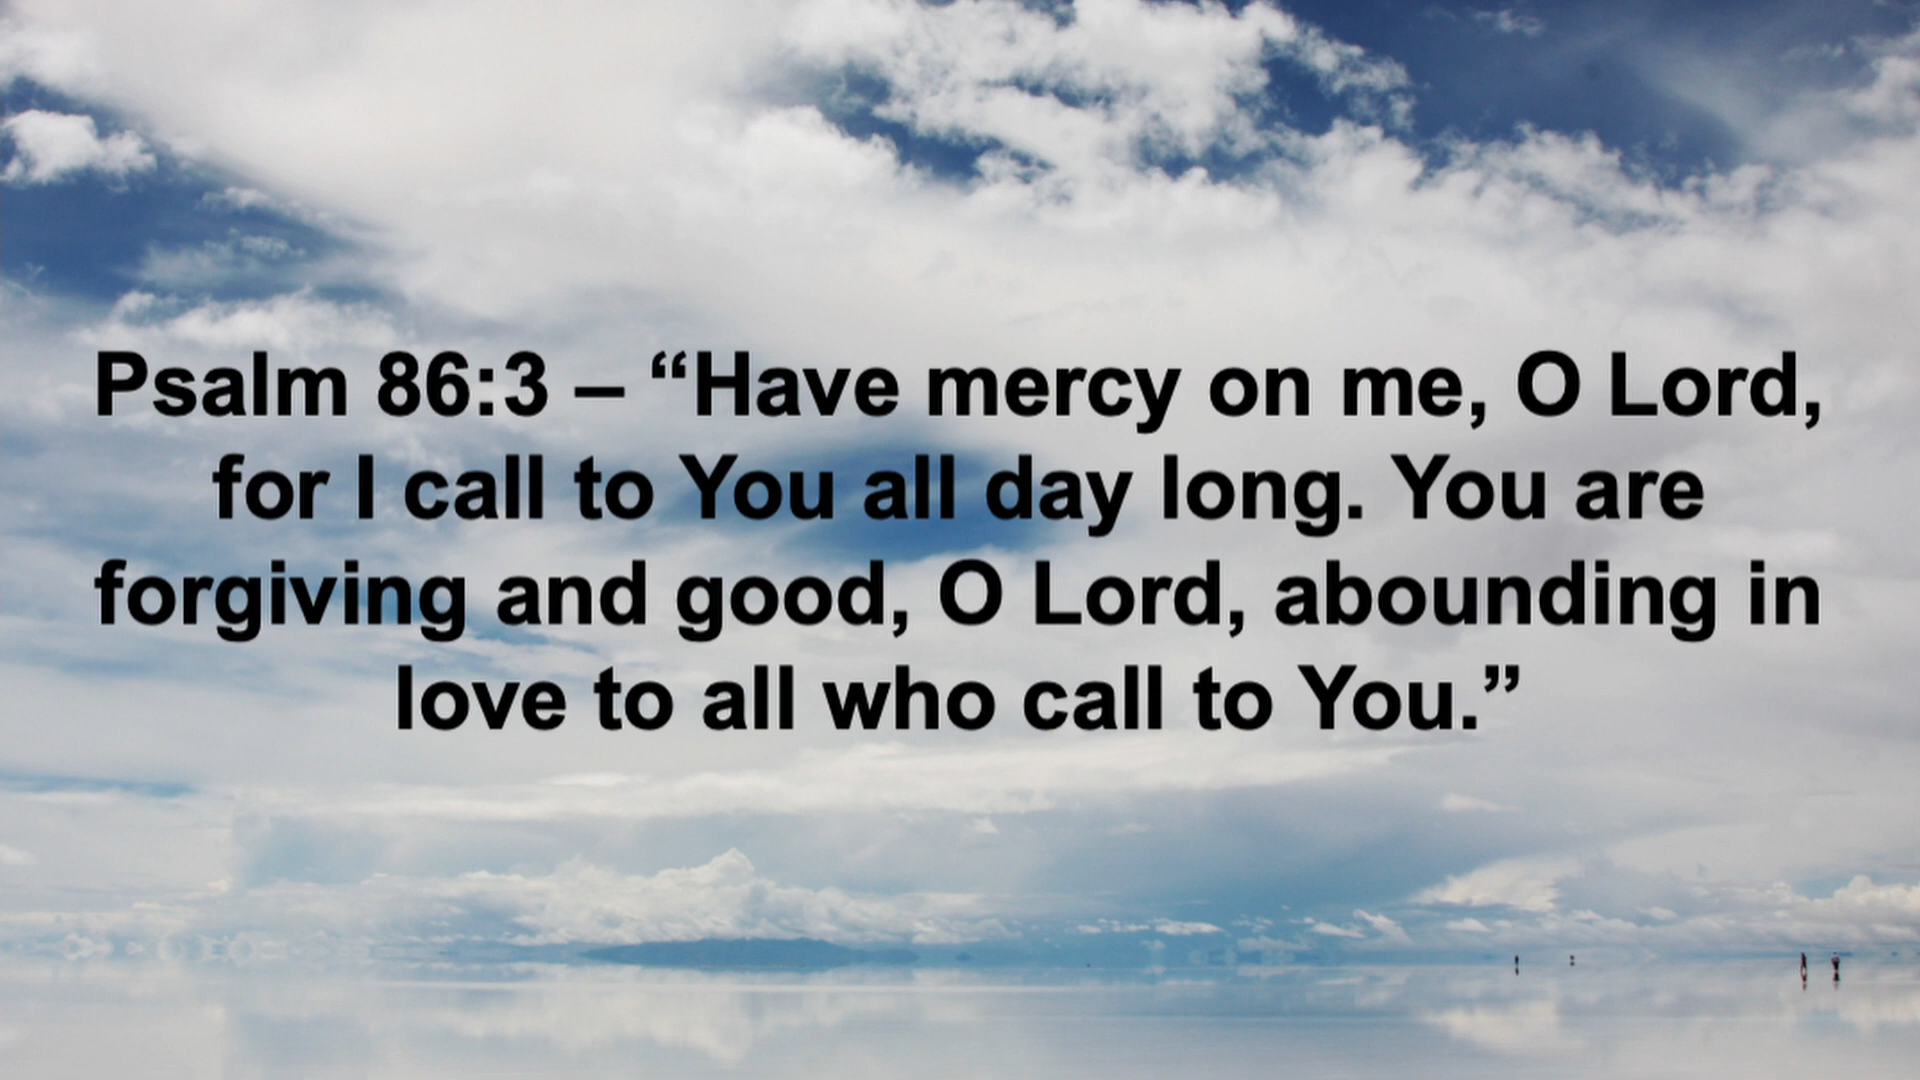 Psalm 86:3 – “Have mercy on me, O Lord,
for I call to You all day long. You are
forgiving and good, O Lord, abounding in
love to all who call to You.”